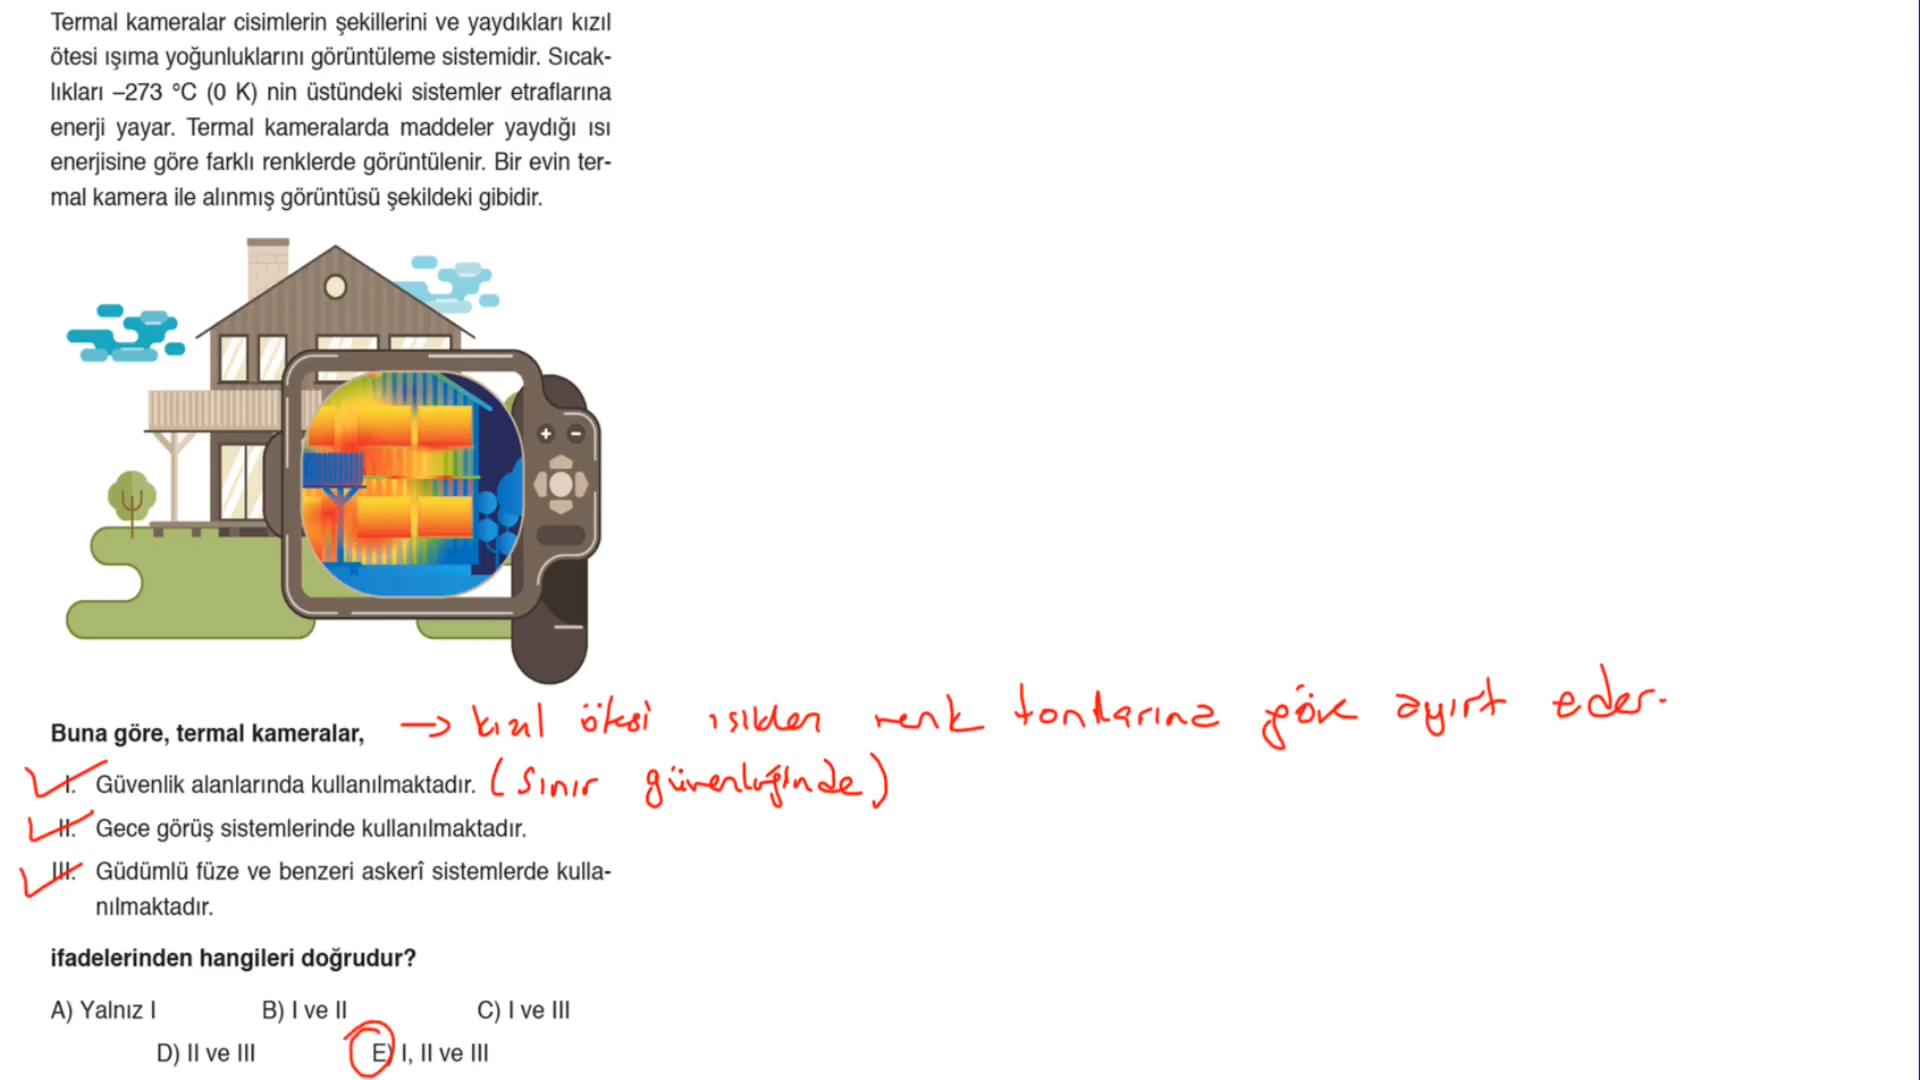 Termal kameralar cisimlerin şekillerini ve yaydıkları kızıl
ötesi ışıma yoğunluklarını görüntüleme sistemidir. Sıcak-
lıkları –273 °C (0 K) nin üstündeki sistemler etraflarına
enerji yayar. Termal kameralarda maddeler yaydığı ısı
enerjisine göre farklı renklerde görüntülenir. Bir evin ter-
mal kamera ile alınmış görüntüsü şekildeki gibidir.
+ −
Buna göre, termal kameralar, → kızıl ötesi renk tonlarına göre ayırt eder.
I. Güvenlik alanlarında kullanılmaktadır. (sınır güvenliğinde)
II. Gece görüş sistemlerinde kullanılmaktadır.
III. Güdümlü füze ve benzeri askerî sistemlerde kulla-
nılmaktadır.
ifadelerinden hangileri doğrudur?
A) Yalnız I B) I ve II C) I ve III
D) II ve III E) I, II ve III